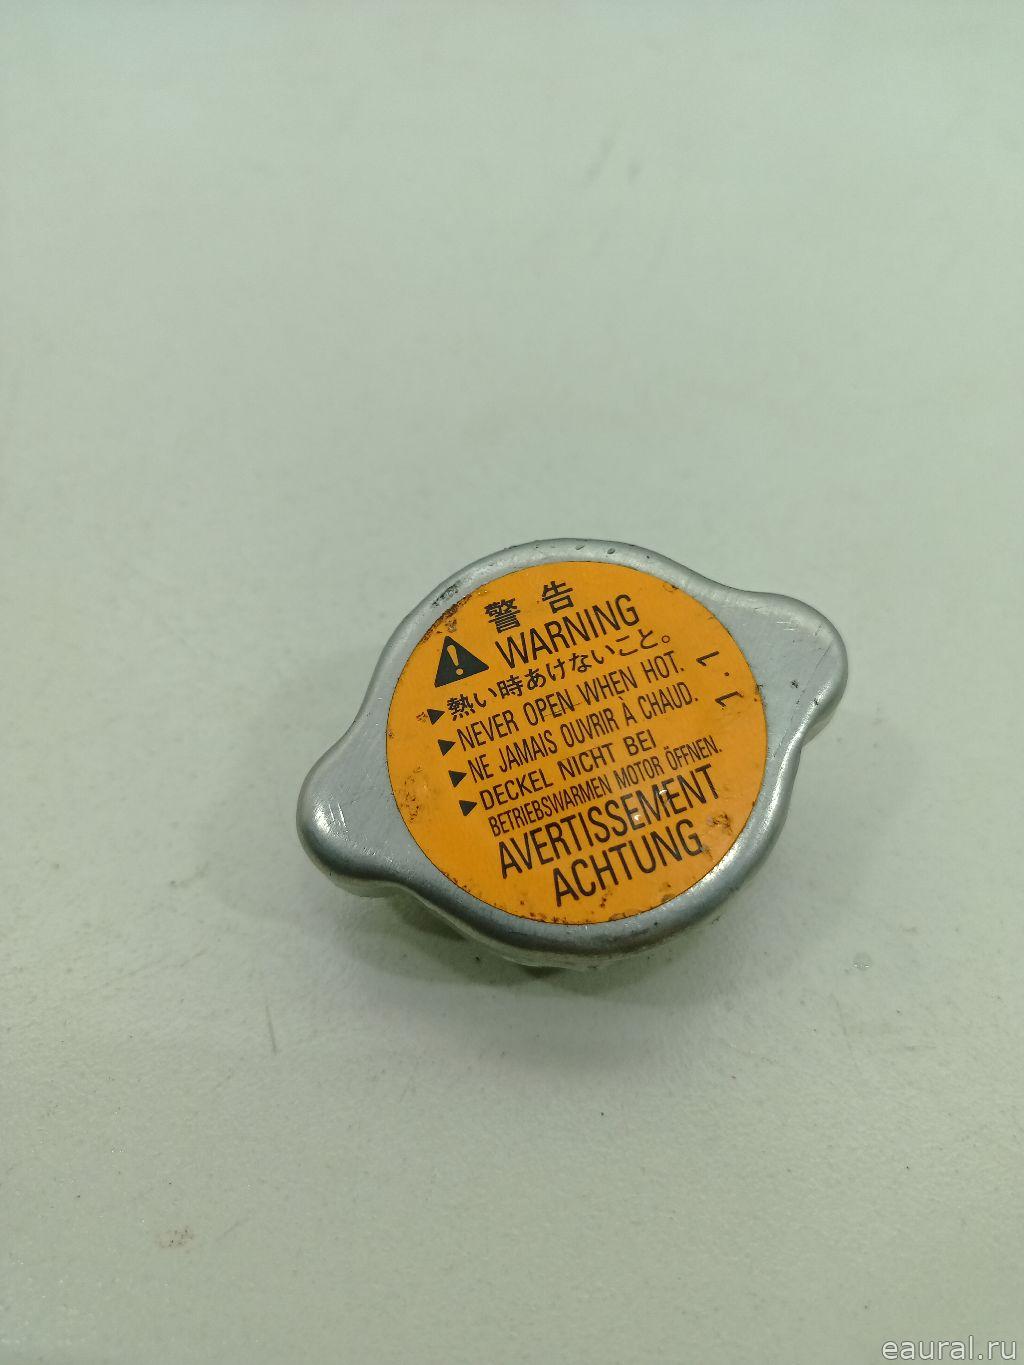 警告
WARNING
熱い時あけないこと。
NEVER OPEN WHEN HOT.
NE JAMAIS OUVRIR À CHAUD.
DECKEL NICHT BEI
BETRIEBSWARMEN MOTOR ÖFFNEN.
AVERTISSEMENT
ACHTUNG
1・1
eaural.ru